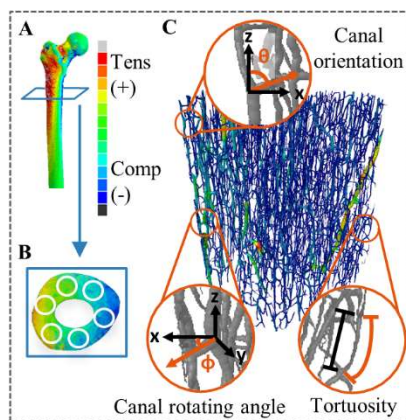 A
Tens
(+)
Comp
(-)
B
C
Canal
orientation
z
θ
x
z
x
y
ϕ
Canal rotating angle
Tortuosity